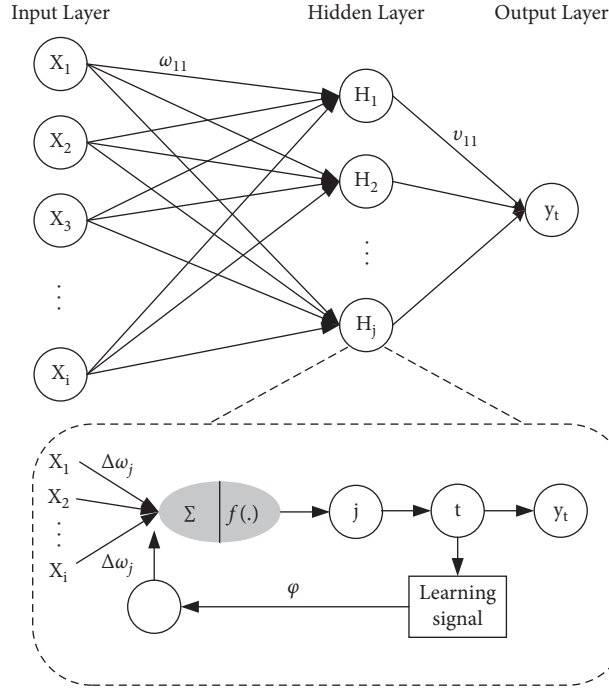 Input Layer
Hidden Layer
Output Layer
X1
ω11
H1
X2
υ11
H2
X3
yt
⋮
⋮
Hj
Xi
X1
Δωj
X2
⋮
Xi
Δωj
Σ
f(.)
j
t
yt
φ
Learning
signal